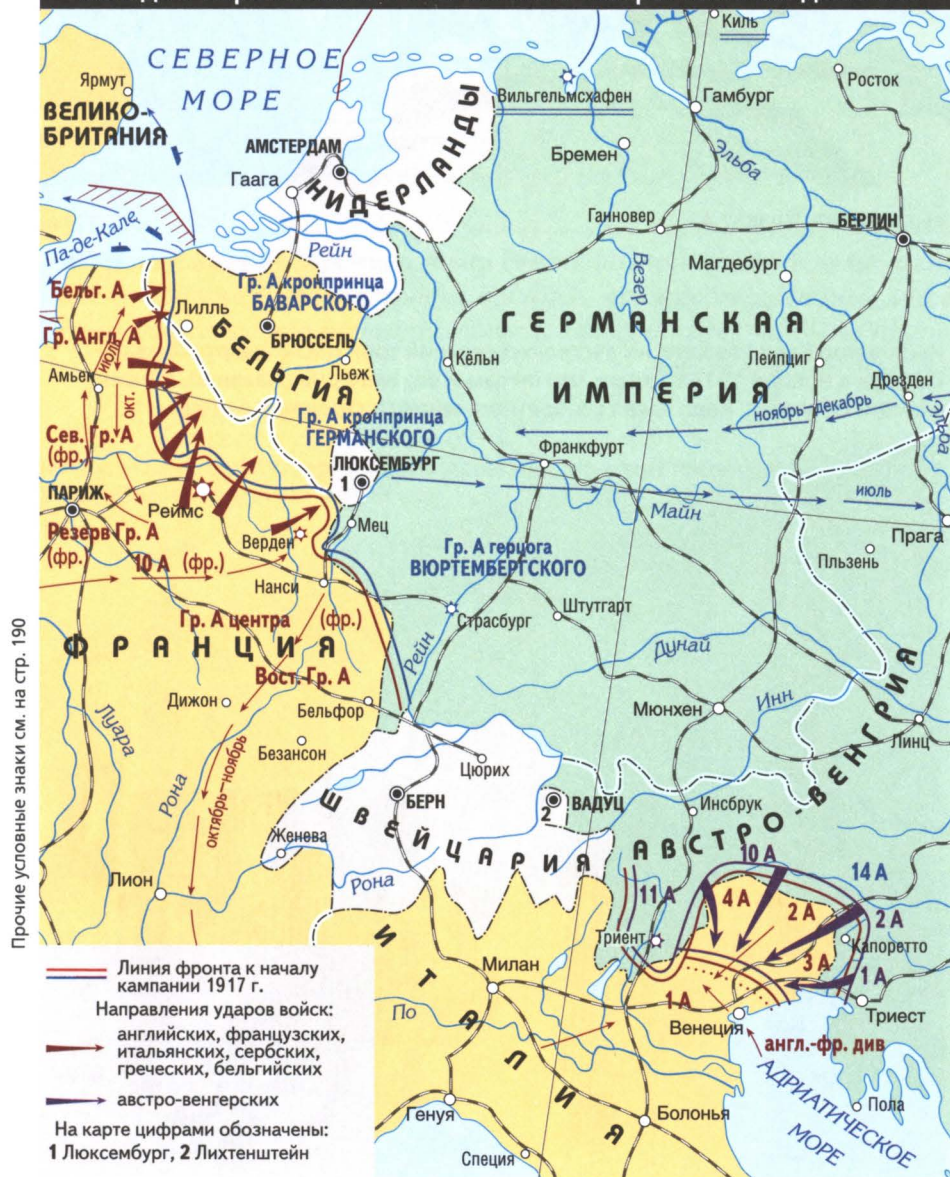 Киль
СЕВЕРНОЕ
МОРЕ
Ярмут
ВЕЛИКО-
БРИТАНИЯ
Вильгельмсхафен
Гамбург
Росток
АМСТЕРДАМ
Гаага
НИДЕРЛАНДЫ
Бремен
Эльба
Па-де-Кале
Рейн
Ганновер
БЕРЛИН
Везер
Магдебург
Бельг. А
Гр. А кронпринца
БАВАРСКОГО
Лилль
Гр. Англ. А
БРЮССЕЛЬ
БЕЛЬГИЯ
ГЕРМАНСКАЯ
ИМПЕРИЯ
июль
Амьен
Льеж
Кёльн
Лейпциг
Дрезден
окт.
Гр. А кронпринца
ГЕРМАНСКОГО
ноябрь-декабрь
Эльба
Сев. Гр. А
(фр.)
ЛЮКСЕМБУРГ
1
Франкфурт
июль
ПАРИЖ
Реймс
Мец
Майн
Прага
Резерв Гр. А
(фр.)
Верден
10 А (фр.)
Гр. А герцога
ВЮРТЕМБЕРГСКОГО
Пльзень
Нанси
Штутгарт
Страсбург
Гр. А центра (фр.)
ФРАНЦИЯ
Рейн
Дунай
Вост. Гр. А
Дижон
Бельфор
Мюнхен
Инн
Линц
Луара
Безансон
Рона
октябрь-ноябрь
Цюрих
БЕРН
ВАДУЦ
2
Инсбрук
ШВЕЙЦАРИЯ
АВСТРО-ВЕНГРИЯ
Женева
Рона
Лион
10 А
14 А
11 А
4 А
2 А
2 А
Триент
Капоретто
3 А
1 А
1 А
Милан
По
Венеция
Триест
англ.-фр. див
ИТАЛИЯ
АДРИАТИЧЕСКОЕ
МОРЕ
Генуя
Болонья
Пола
Специя
Прочие условные знаки см. на стр. 190
Линия фронта к началу
кампании 1917 г.
Направления ударов войск:
английских, французских,
итальянских, сербских,
греческих, бельгийских
австро-венгерских
На карте цифрами обозначены:
1 Люксембург, 2 Лихтенштейн